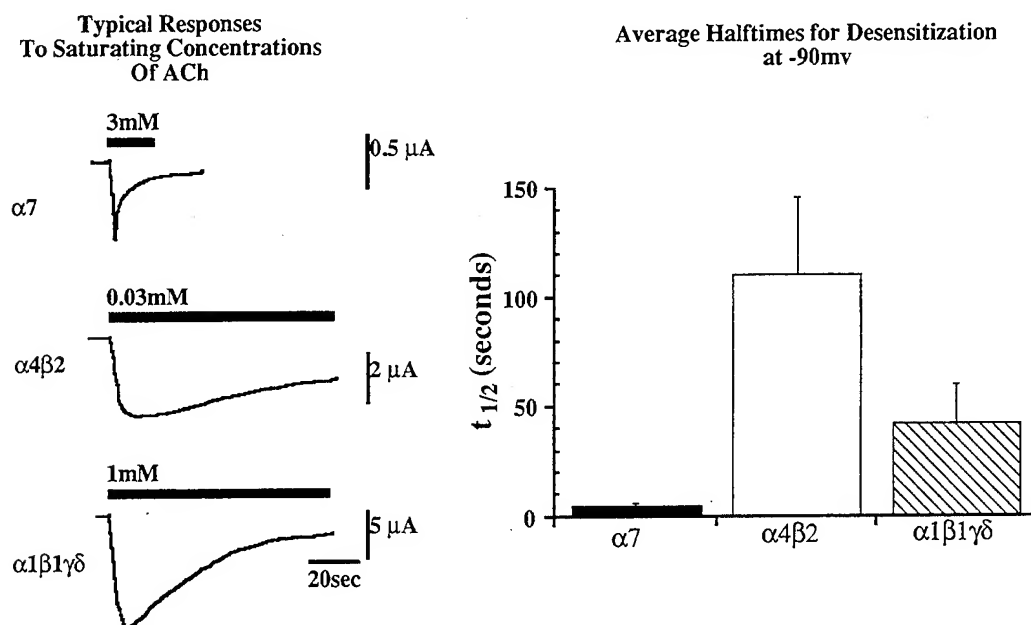 Typical Responses
To Saturating Concentrations
Of ACh
3mM
0.5 μA
α7
0.03mM
α4β2
2 μA
1mM
5 μA
α1β1γδ
20sec
Average Halftimes for Desensitization
at -90mv
t 1/2 (seconds)
150
100
50
0
α7
α4β2
α1β1γδ